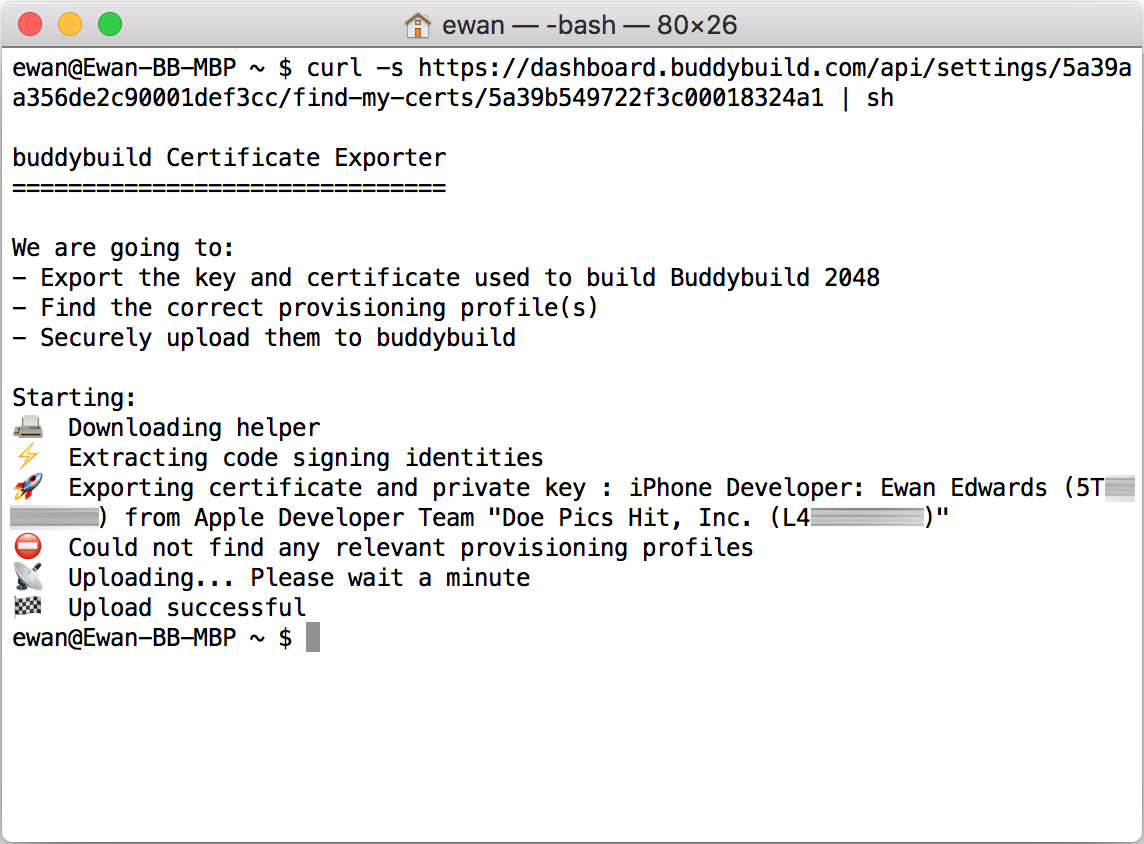 ewan — -bash — 80×26
ewan@Ewan-BB-MBP ~ $ curl -s https://dashboard.buddybuild.com/api/settings/5a39a
a356de2c90001def3cc/find-my-certs/5a39b549722f3c00018324a1 | sh
buddybuild Certificate Exporter
===============================
We are going to:
- Export the key and certificate used to build Buddybuild 2048
- Find the correct provisioning profile(s)
- Securely upload them to buddybuild
Starting:
Downloading helper
Extracting code signing identities
Exporting certificate and private key : iPhone Developer: Ewan Edwards (5T
) from Apple Developer Team "Doe Pics Hit, Inc. (L4)"
Could not find any relevant provisioning profiles
Uploading... Please wait a minute
Upload successful
ewan@Ewan-BB-MBP ~ $